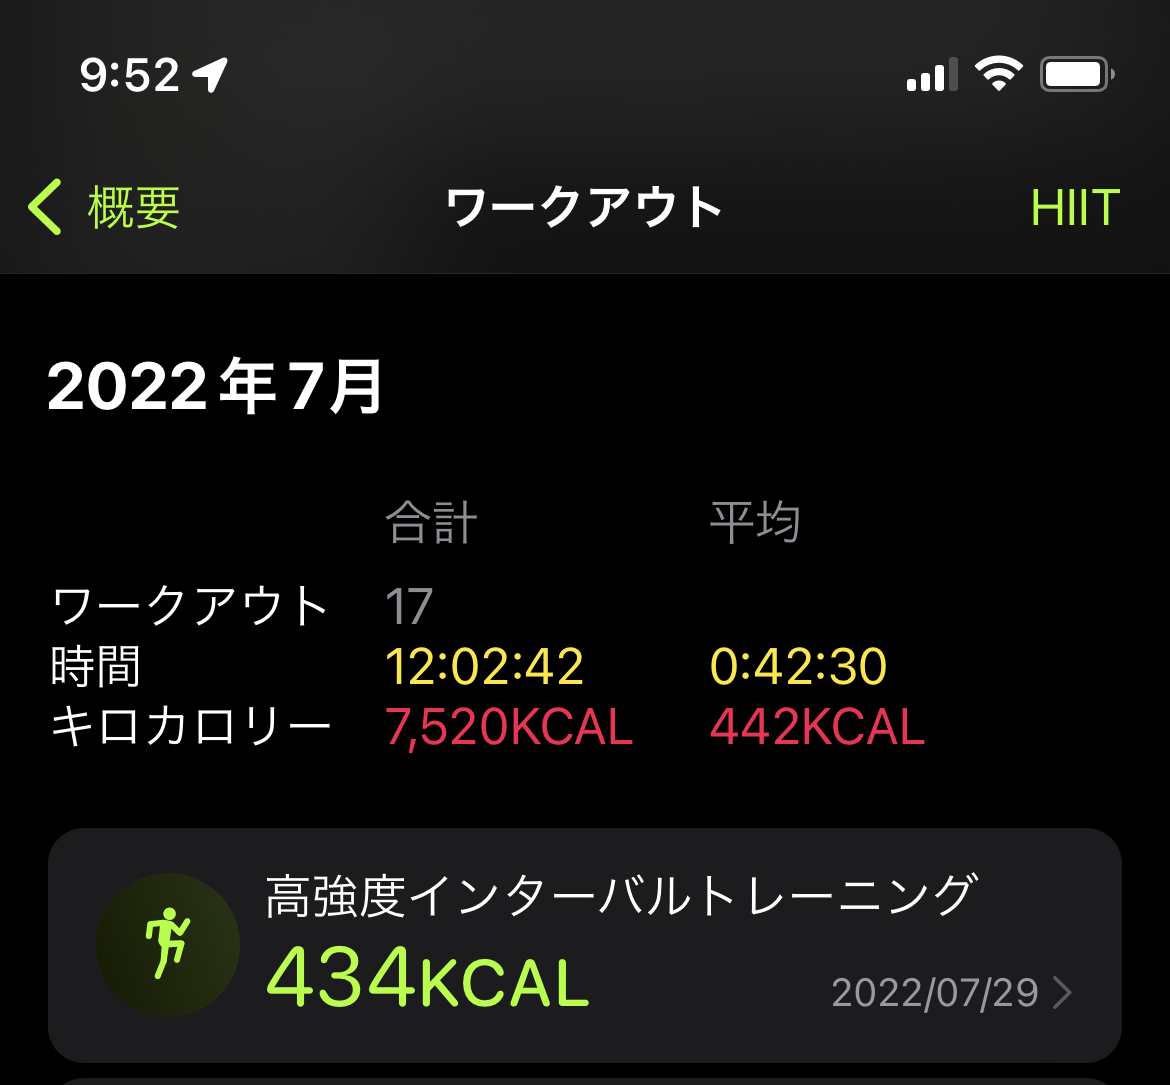 9:52
概要 ワークアウト HIIT
2022年7月
合計 平均
ワークアウト 17
時間 12:02:42 0:42:30
キロカロリー 7,520KCAL 442KCAL
高強度インターバルトレーニング
434KCAL 2022/07/29